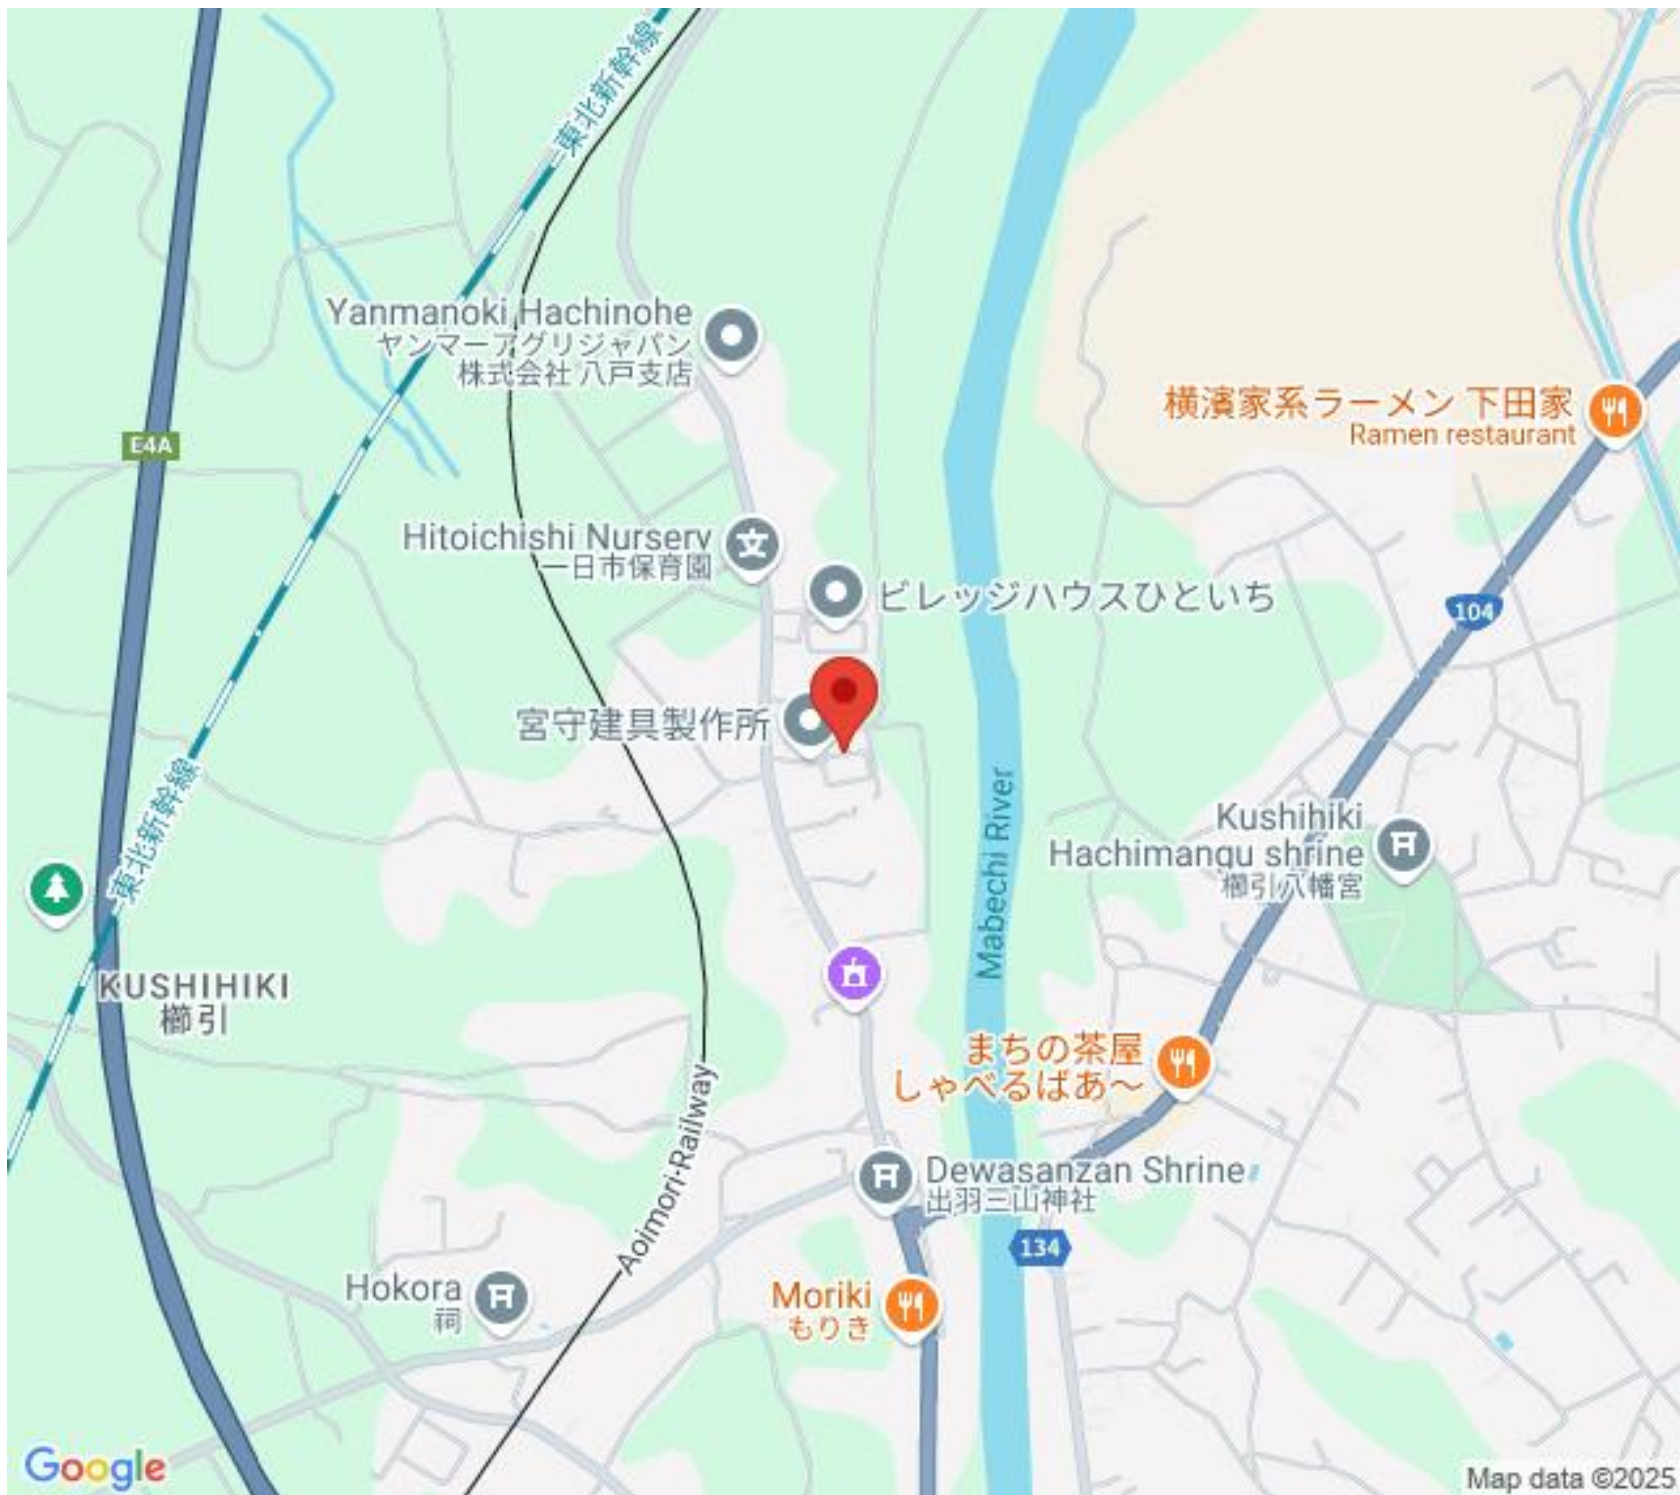 東北新幹線
Yanmanoki Hachinohe
ヤンマーアグリジャパン
株式会社 八戸支店
横濱家系ラーメン 下田家
Ramen restaurant
E4A
Hitoichishi Nurserv
一日市保育園
ビレッジハウスひといち
104
宮守建具製作所
東北新幹線
Mabechi River
Kushihiki
Hachimangu shrine
櫛引八幡宮
KUSHIHIKI
櫛引
まちの茶屋
しゃべるばあ～
Aoimori-Railway
Dewasanzan Shrine
出羽三山神社
134
Hokora
祠
Moriki
もりき
Google
Map data ©2025